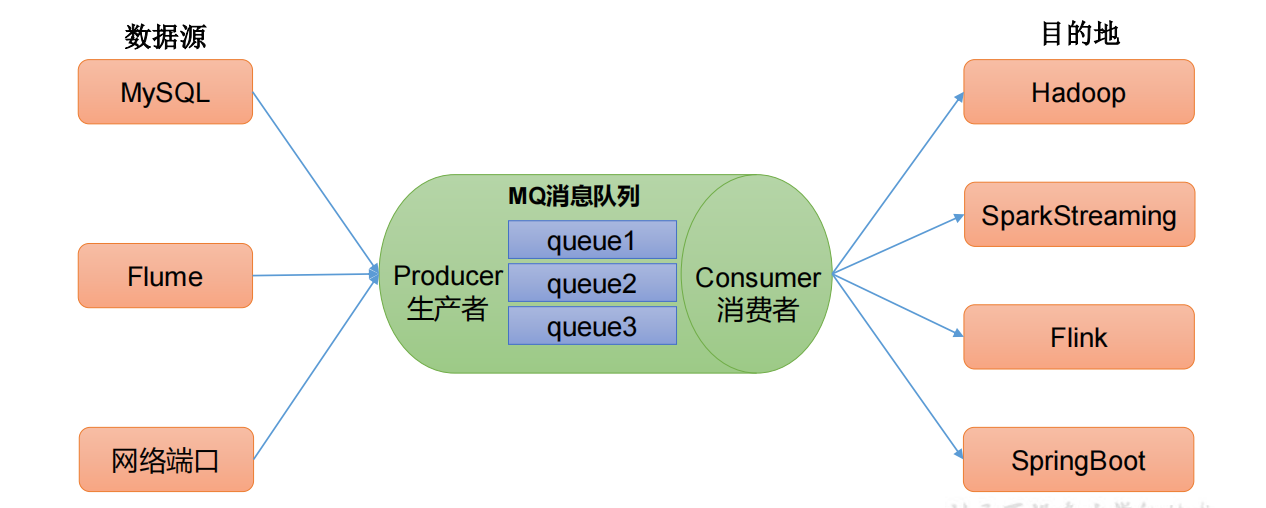 数据源
目的地
MySQL
Flume
网络端口
MQ消息队列
Producer
生产者
queue1
queue2
queue3
Consumer
消费者
Hadoop
SparkStreaming
Flink
SpringBoot